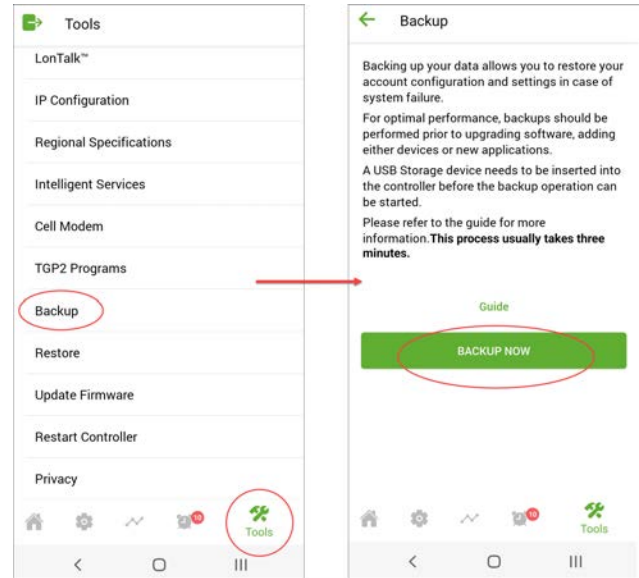 Tools
LonTalk™
IP Configuration
Regional Specifications
Intelligent Services
Cell Modem
TGP2 Programs
Backup
Restore
Update Firmware
Restart Controller
Privacy
10
Tools
Backup
Backing up your data allows you to restore your
account configuration and settings in case of
system failure.
For optimal performance, backups should be
performed prior to upgrading software, adding
either devices or new applications.
A USB Storage device needs to be inserted into
the controller before the backup operation can
be started.
Please refer to the guide for more
information.This process usually takes three
minutes.
Guide
BACKUP NOW
10
Tools